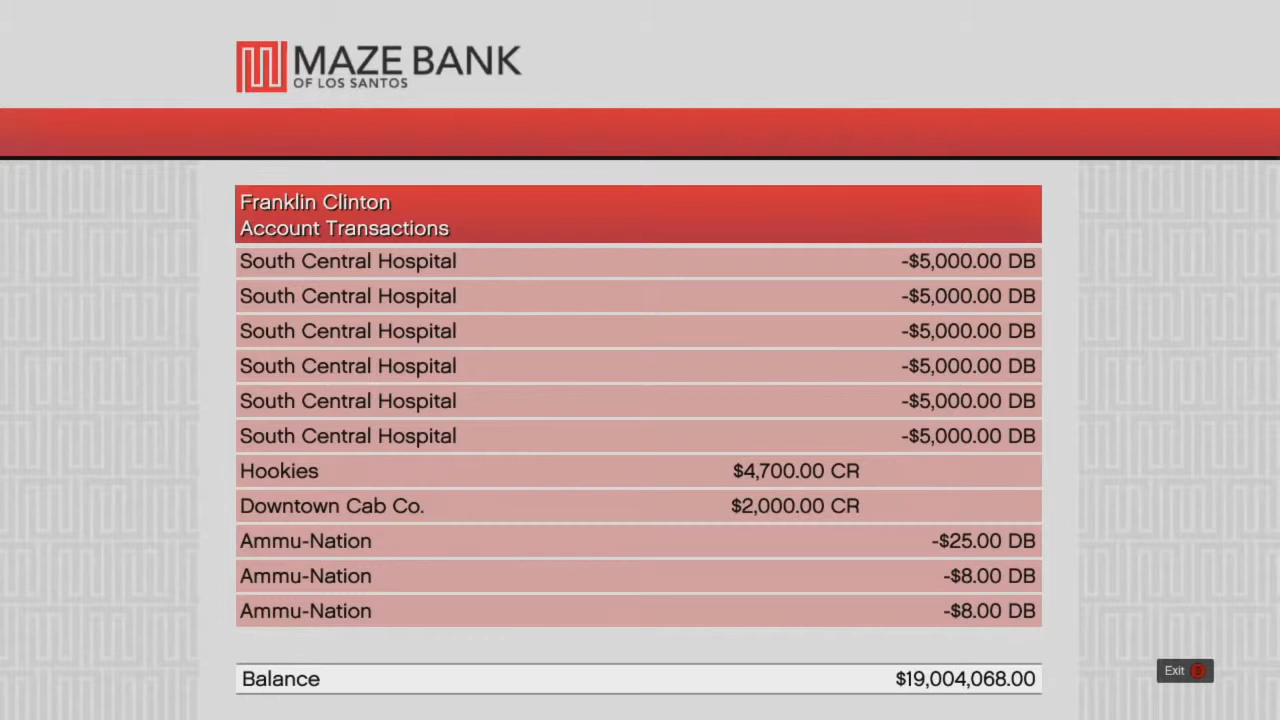 MAZE BANK
OF LOS SANTOS
Franklin Clinton
Account Transactions
South Central Hospital -$5,000.00 DB
South Central Hospital -$5,000.00 DB
South Central Hospital -$5,000.00 DB
South Central Hospital -$5,000.00 DB
South Central Hospital -$5,000.00 DB
South Central Hospital -$5,000.00 DB
Hookies $4,700.00 CR
Downtown Cab Co. $2,000.00 CR
Ammu-Nation -$25.00 DB
Ammu-Nation -$8.00 DB
Ammu-Nation -$8.00 DB
Balance $19,004,068.00
Exit